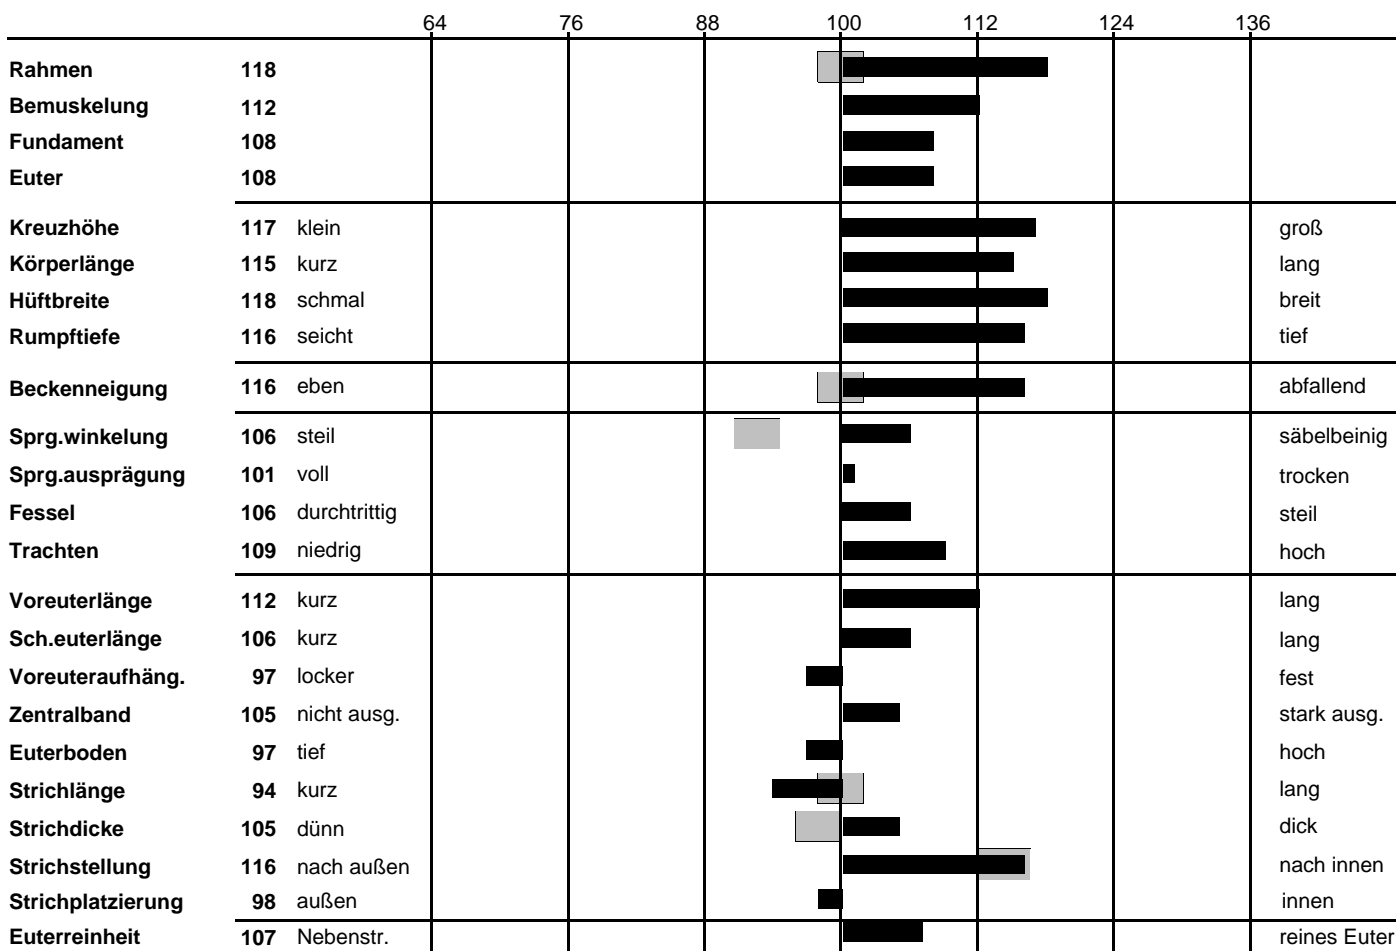 64 76 88 100 112 124 136
Rahmen 118
Bemuskelung 112
Fundament 108
Euter 108
Kreuzhöhe 117 klein groß
Körperlänge 115 kurz lang
Hüftbreite 118 schmal breit
Rumpftiefe 116 seicht tief
Beckenneigung 116 eben abfallend
Sprg.winkelung 106 steil säbelbeinig
Sprg.ausprägung 101 voll trocken
Fessel 106 durchtrittig steil
Trachten 109 niedrig hoch
Voreuterlänge 112 kurz lang
Sch.euterlänge 106 kurz lang
Voreuteraufhäng. 97 locker fest
Zentralband 105 nicht ausg. stark ausg.
Euterboden 97 tief hoch
Strichlänge 94 kurz lang
Strichdicke 105 dünn dick
Strichstellung 116 nach außen nach innen
Strichplatzierung 98 außen innen
Euterreinheit 107 Nebenstr. reines Euter